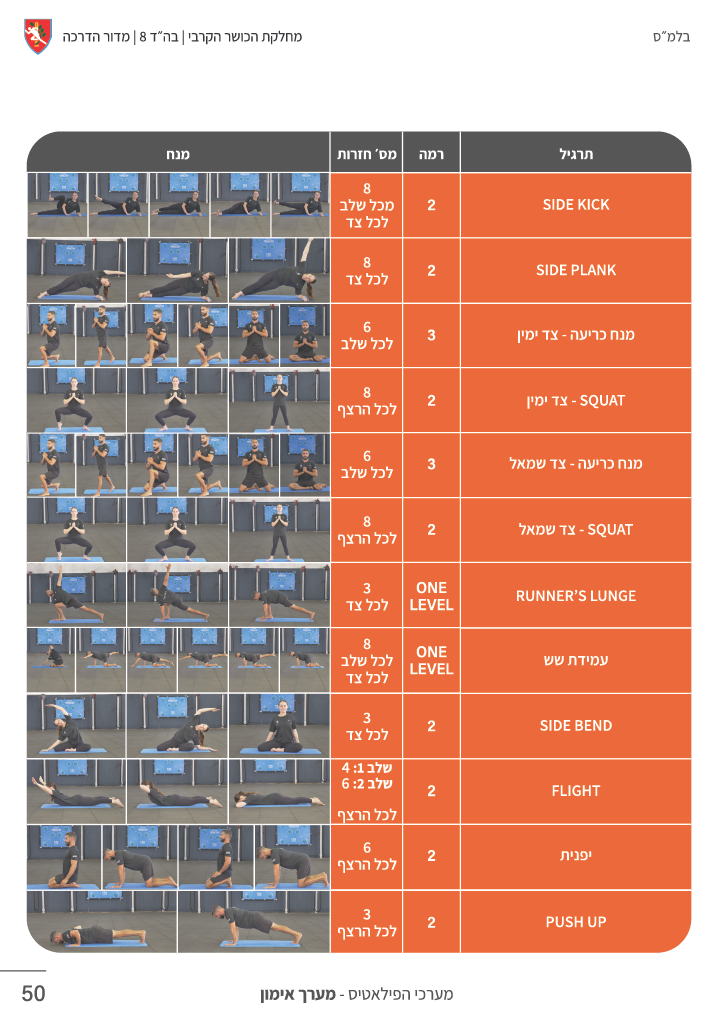 מחלקת הכושר הקרבי | בה״ד 8 | מדור הדרכה
בלמ״ס
תרגיל רמה מס׳ חזרות מנח
SIDE KICK 2 8
מכל שלב
לכל צד
SIDE PLANK 2 8
לכל צד
מנח כריעה - צד ימין 3 6
לכל שלב
SQUAT - צד ימין 2 8
לכל הרצף
מנח כריעה - צד שמאל 3 6
לכל שלב
SQUAT - צד שמאל 2 8
לכל הרצף
RUNNER’S LUNGE ONE LEVEL 3
לכל צד
עמידת שש ONE LEVEL 8
לכל שלב
לכל צד
SIDE BEND 2 3
לכל צד
FLIGHT 2 שלב 1: 4
שלב 2: 6
לכל הרצף
יפנית 2 6
לכל הרצף
PUSH UP 2 3
לכל הרצף
מערכי הפילאטיס - מערך אימון
50